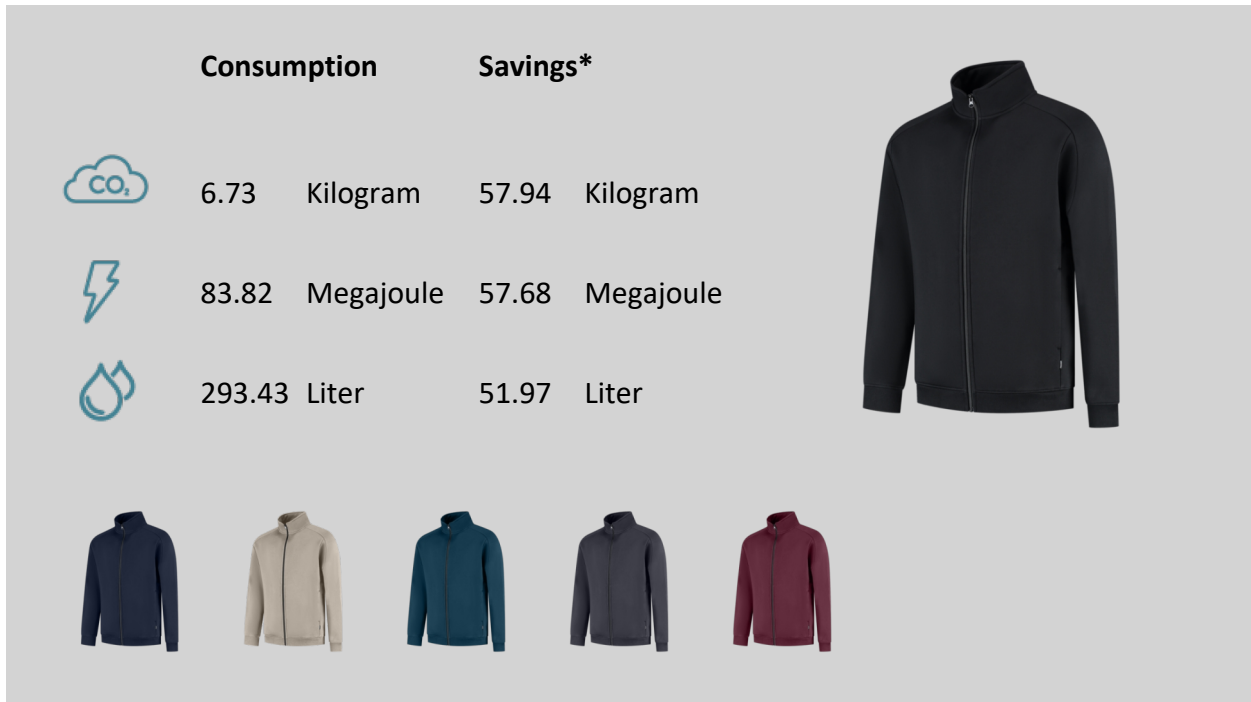 Consumption Savings*
CO₂ 6.73 Kilogram 57.94 Kilogram
83.82 Megajoule 57.68 Megajoule
293.43 Liter 51.97 Liter